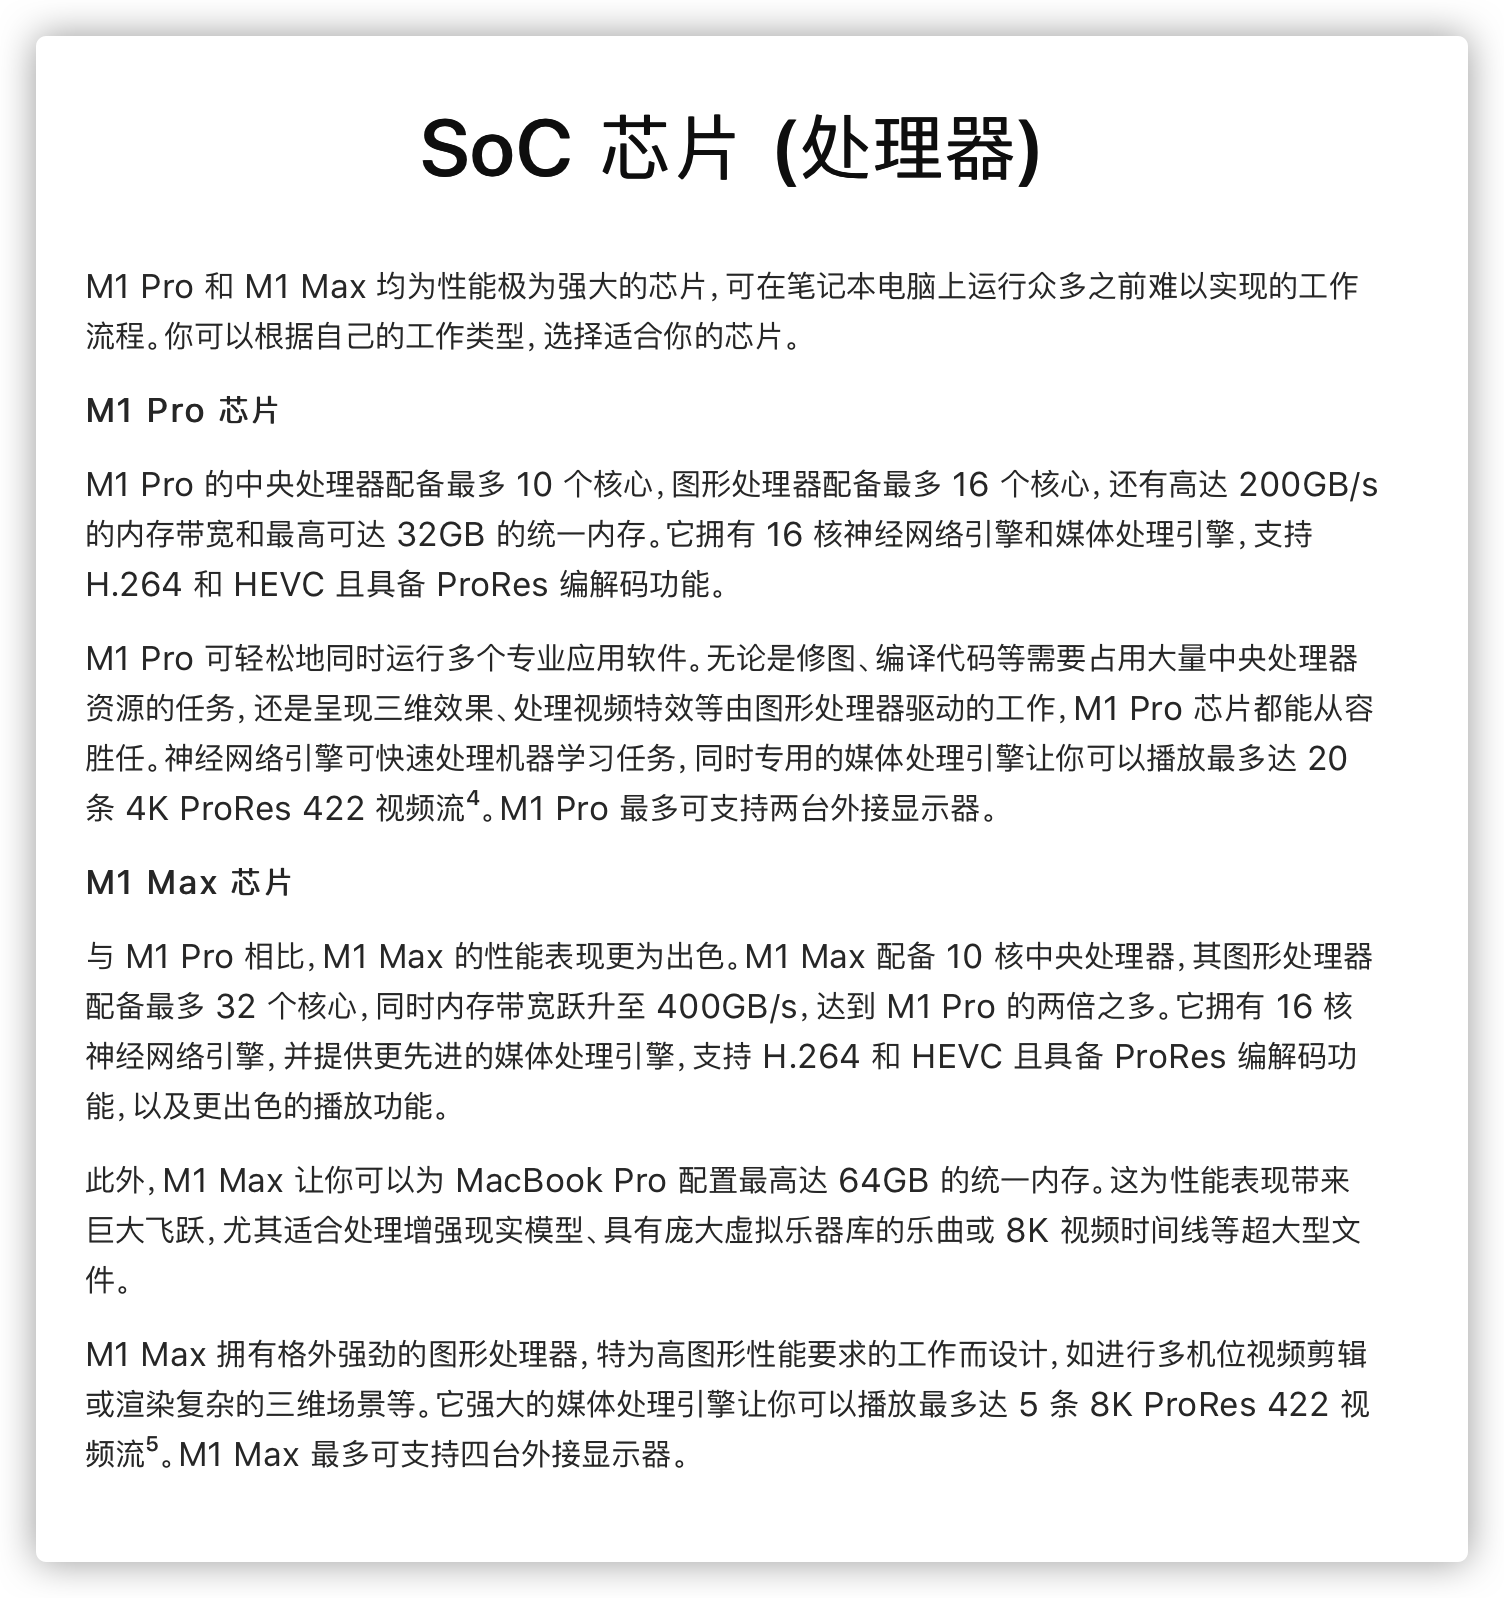 SoC 芯片 (处理器)
M1 Pro 和 M1 Max 均为性能极为强大的芯片，可在笔记本电脑上运行众多之前难以实现的工作
流程。你可以根据自己的工作类型，选择适合你的芯片。
M1 Pro 芯片
M1 Pro 的中央处理器配备最多 10 个核心，图形处理器配备最多 16 个核心，还有高达 200GB/s
的内存带宽和最高可达 32GB 的统一内存。它拥有 16 核神经网络引擎和媒体处理引擎，支持
H.264 和 HEVC 且具备 ProRes 编解码功能。
M1 Pro 可轻松地同时运行多个专业应用软件。无论是修图、编译代码等需要占用大量中央处理器
资源的任务，还是呈现三维效果、处理视频特效等由图形处理器驱动的工作，M1 Pro 芯片都能从容
胜任。神经网络引擎可快速处理机器学习任务，同时专用的媒体处理引擎让你可以播放最多达 20
条 4K ProRes 422 视频流⁴。M1 Pro 最多可支持两台外接显示器。
M1 Max 芯片
与 M1 Pro 相比，M1 Max 的性能表现更为出色。M1 Max 配备 10 核中央处理器，其图形处理器
配备最多 32 个核心，同时内存带宽跃升至 400GB/s，达到 M1 Pro 的两倍之多。它拥有 16 核
神经网络引擎，并提供更先进的媒体处理引擎，支持 H.264 和 HEVC 且具备 ProRes 编解码功
能，以及更出色的播放功能。
此外，M1 Max 让你可以为 MacBook Pro 配置最高达 64GB 的统一内存。这为性能表现带来
巨大飞跃，尤其适合处理增强现实模型、具有庞大虚拟乐器库的乐曲或 8K 视频时间线等超大型文
件。
M1 Max 拥有格外强劲的图形处理器，特为高图形性能要求的工作而设计，如进行多机位视频剪辑
或渲染复杂的三维场景等。它强大的媒体处理引擎让你可以播放最多达 5 条 8K ProRes 422 视
频流⁵。M1 Max 最多可支持四台外接显示器。